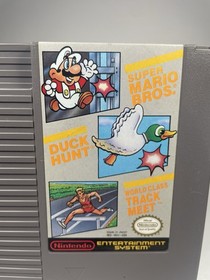 SUPER
MARIO
BROS.
DUCK
HUNT
WORLD CLASS
TRACK
MEET
Nintendo
ENTERTAINMENT
SYSTEM